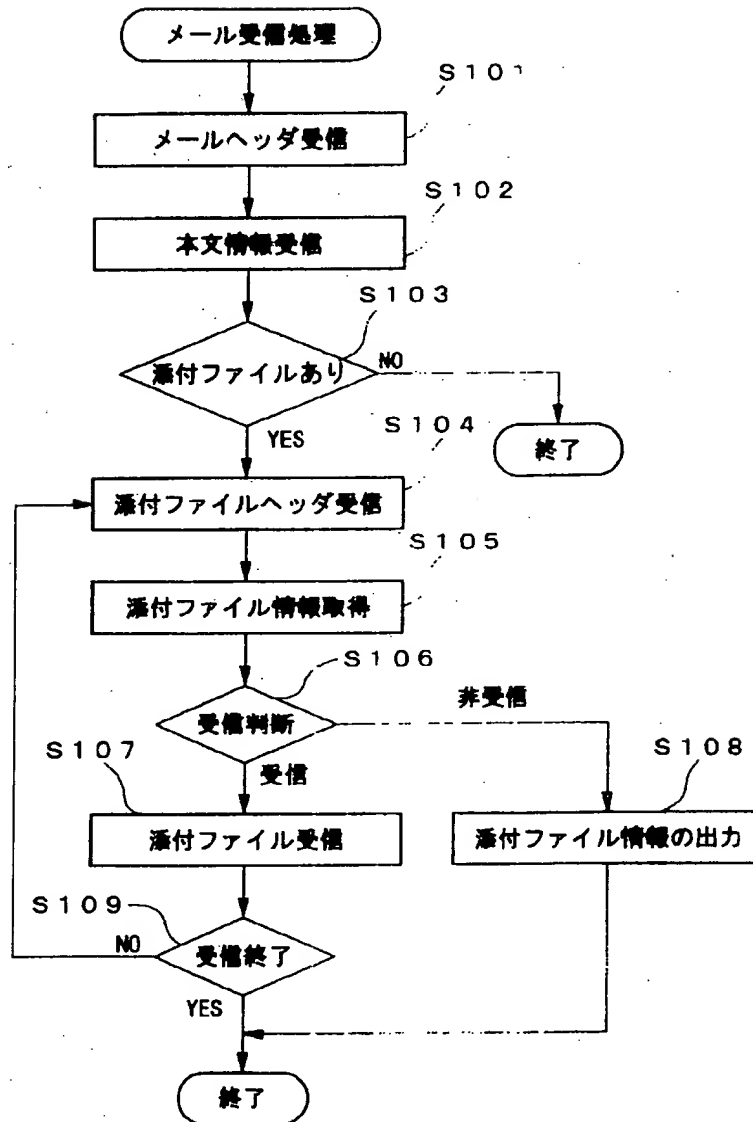 メール受信処理
S101
メールヘッダ受信
S102
本文情報受信
S103
添付ファイルあり
NO
YES
終了
S104
添付ファイルヘッダ受信
S105
添付ファイル情報取得
S106
受信判断
非受信
受信
S107
添付ファイル受信
S108
添付ファイル情報の出力
S109
NO
受信終了
YES
終了